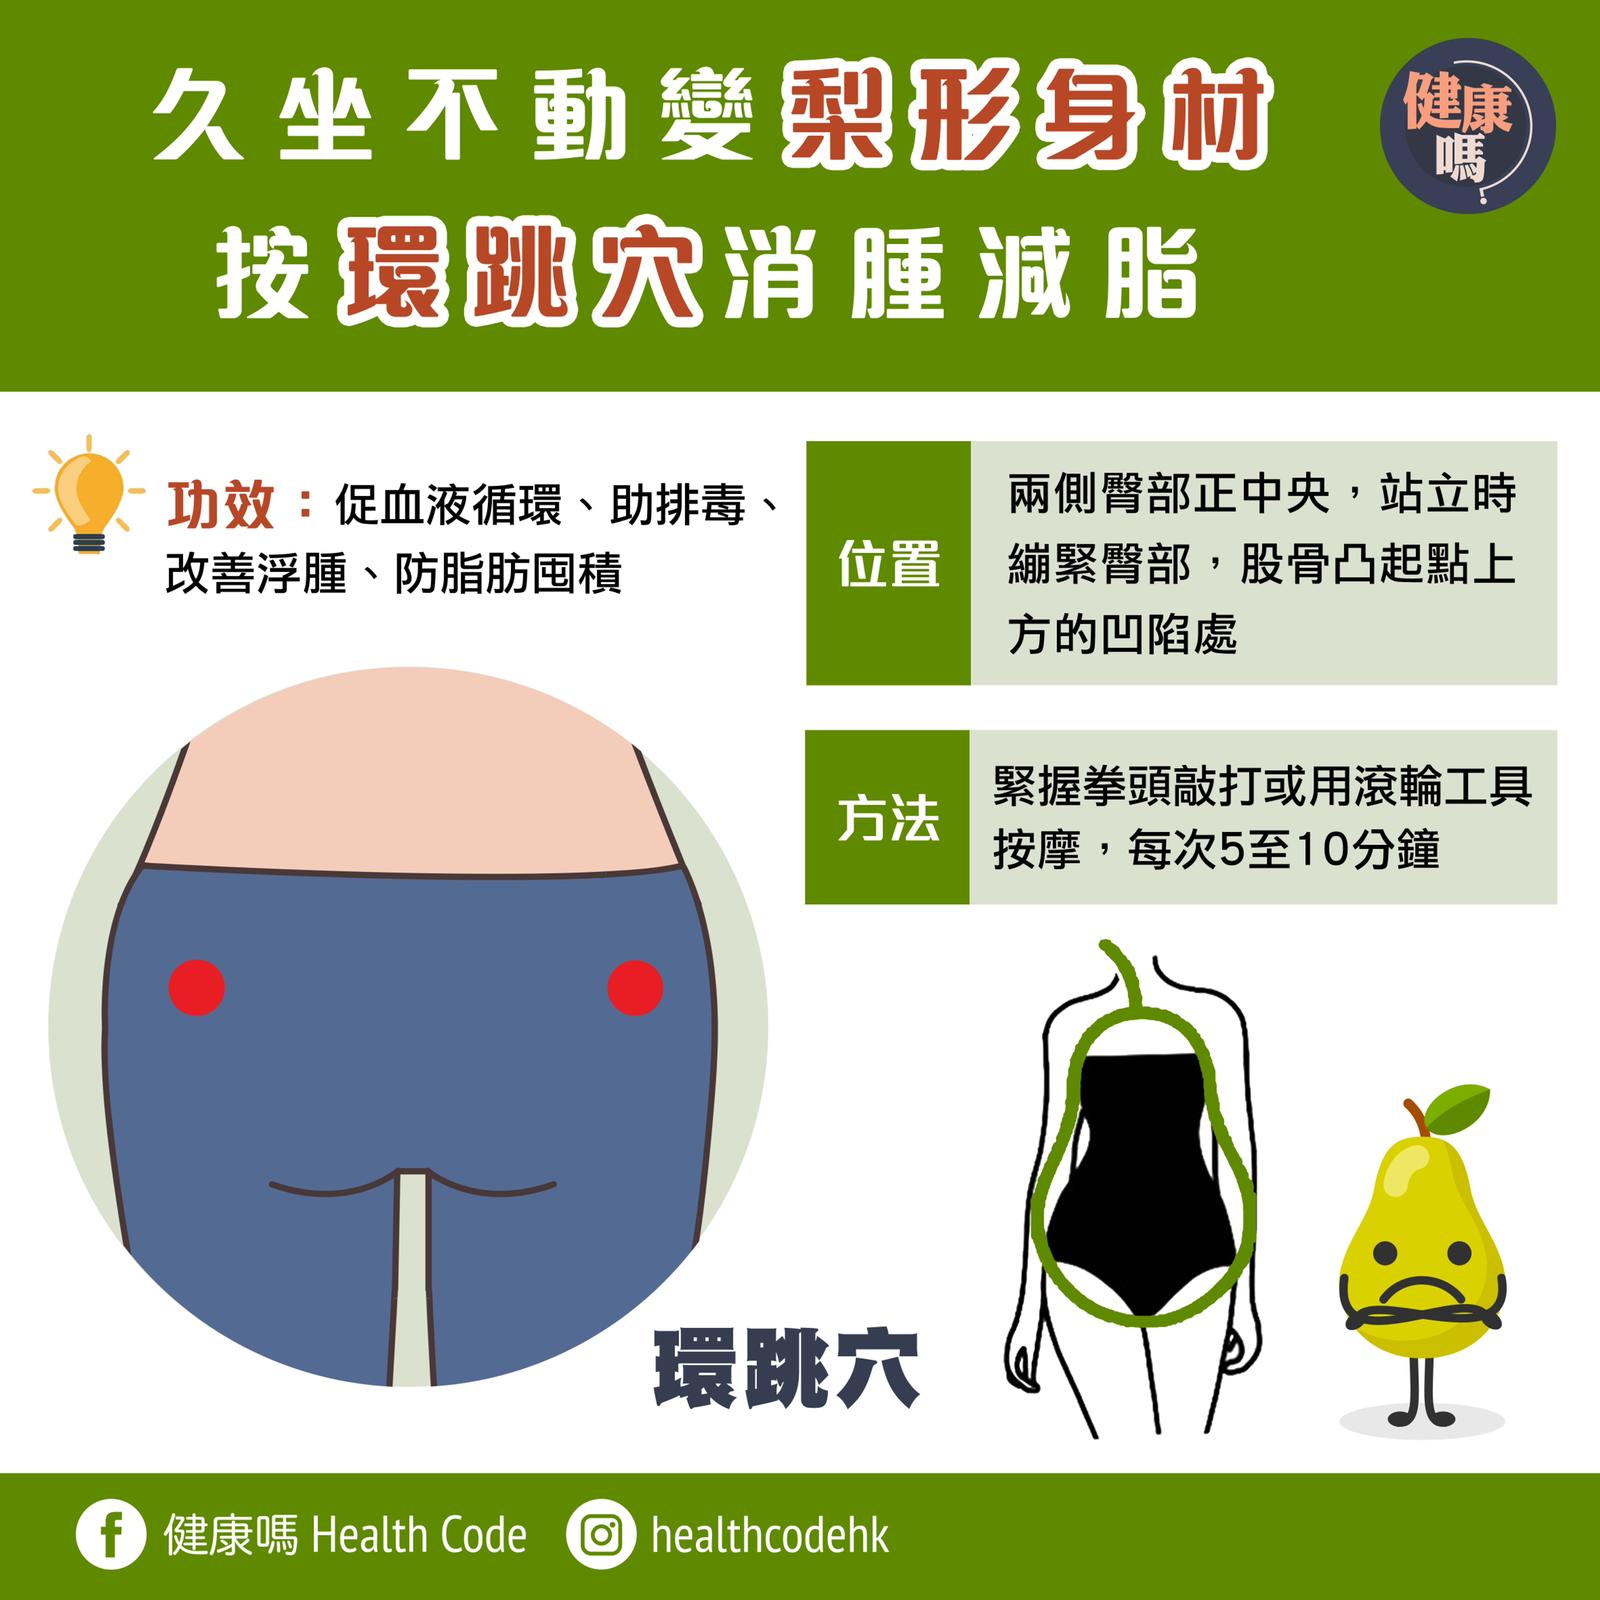 久坐不動變梨形身材
按環跳穴消腫減脂
健康
嗎?
功效：促血液循環、助排毒、
改善浮腫、防脂肪囤積
位置
兩側臀部正中央，站立時
繃緊臀部，股骨凸起點上
方的凹陷處
方法
緊握拳頭敲打或用滾輪工具
按摩，每次5至10分鐘
環跳穴
健康嗎 Health Code
healthcodehk